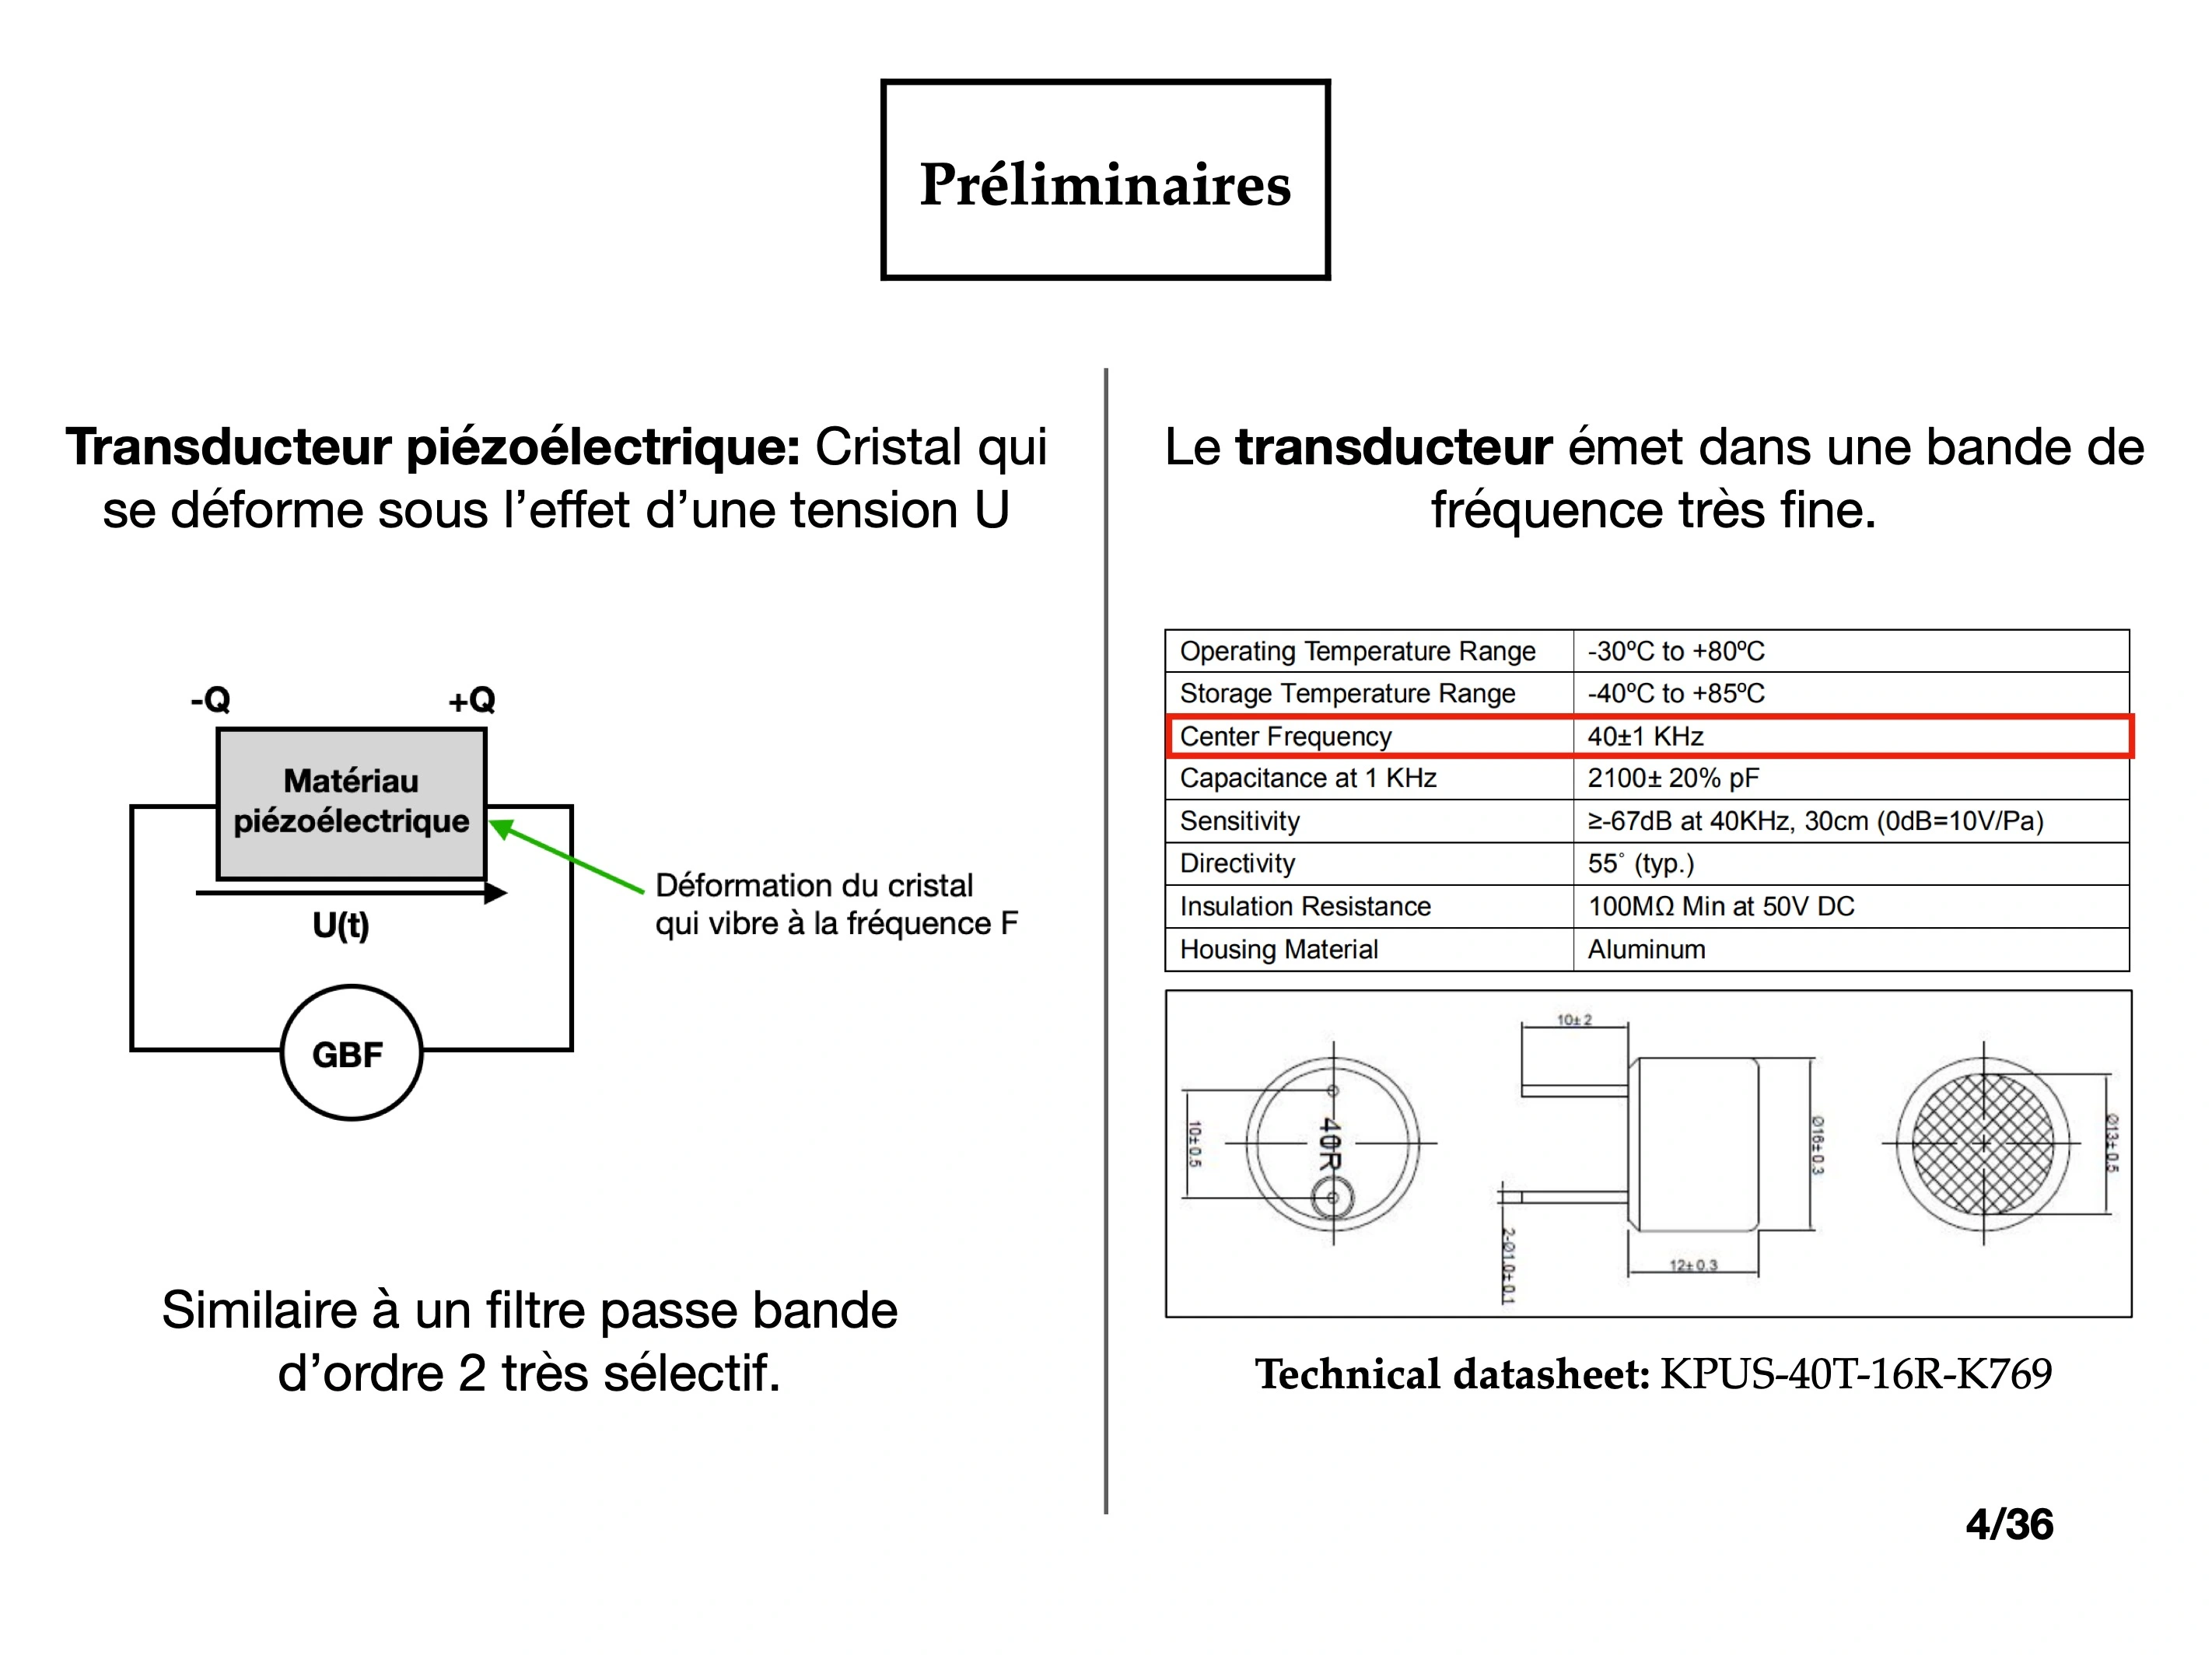 Préliminaires
Transducteur piézoélectrique: Cristal qui
se déforme sous l'effet d'une tension U
-Q +Q
Matériau
piézoélectrique
U(t)
GBF
Déformation du cristal
qui vibre à la fréquence F
Similaire à un filtre passe bande
d'ordre 2 très sélectif.
Le transducteur émet dans une bande de
fréquence très fine.
Operating Temperature Range -30ºC to +80ºC
Storage Temperature Range -40ºC to +85ºC
Center Frequency 40±1 KHz
Capacitance at 1 KHz 2100± 20% pF
Sensitivity ≥-67dB at 40KHz, 30cm (0dB=10V/Pa)
Directivity 55° (typ.)
Insulation Resistance 100MΩ Min at 50V DC
Housing Material Aluminum
10±2
10±0.5
40R
2-Ø1.0±0.1
12±0.3
Ø16±0.3
Ø13±0.5
Technical datasheet: KPUS-40T-16R-K769
4/36